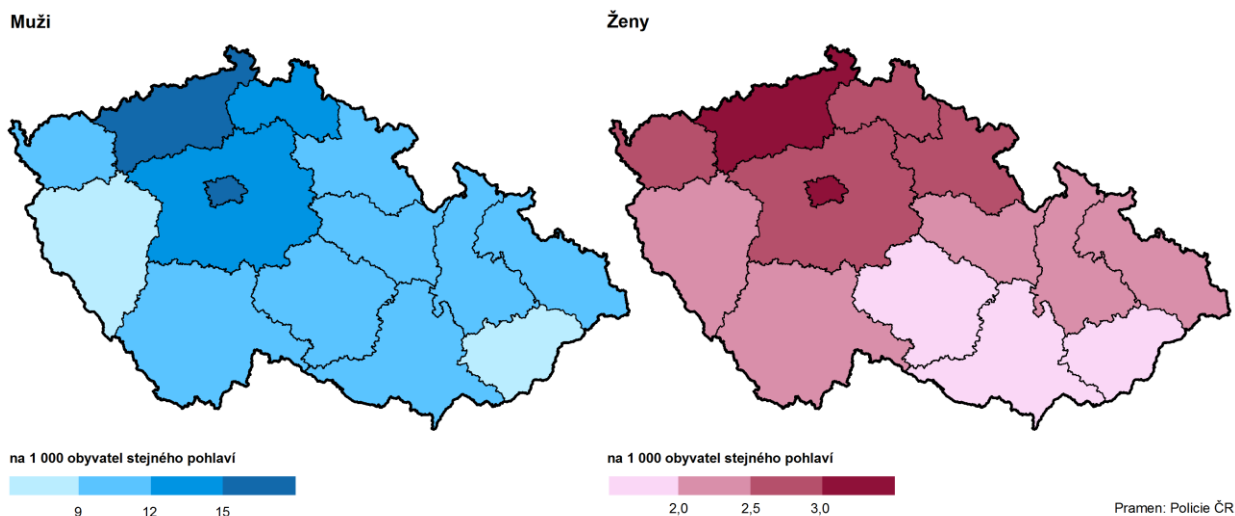 Muži
Ženy
na 1 000 obyvatel stejného pohlaví
9 12 15
na 1 000 obyvatel stejného pohlaví
2,0 2,5 3,0
Pramen: Policie ČR